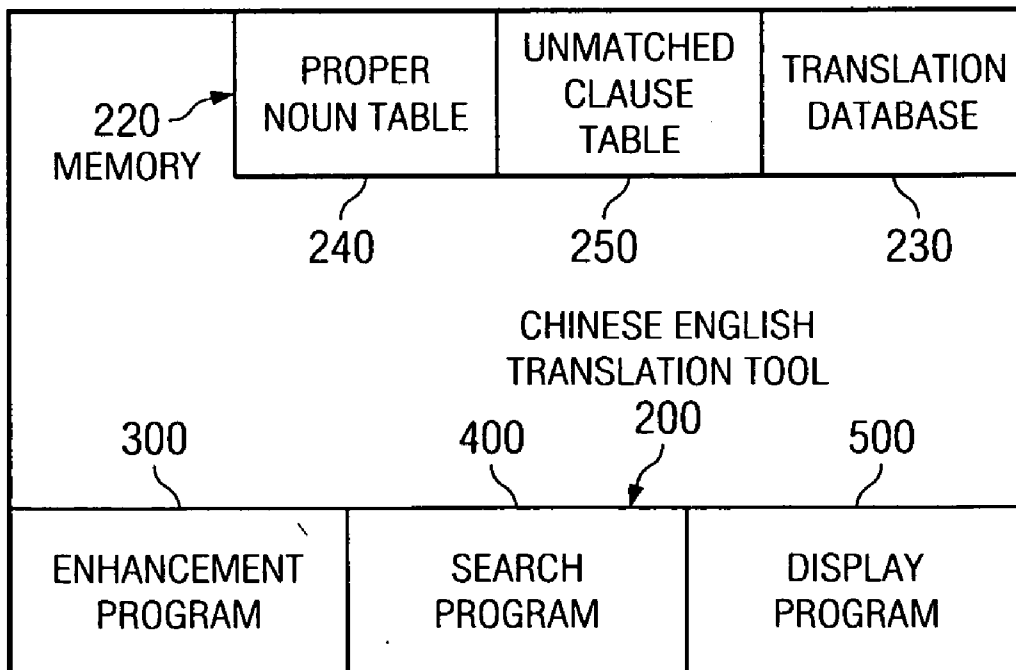 PROPER
NOUN TABLE
UNMATCHED
CLAUSE
TABLE
TRANSLATION
DATABASE
220
MEMORY
240
250
230
CHINESE ENGLISH
TRANSLATION TOOL
200
300
400
500
ENHANCEMENT
PROGRAM
SEARCH
PROGRAM
DISPLAY
PROGRAM